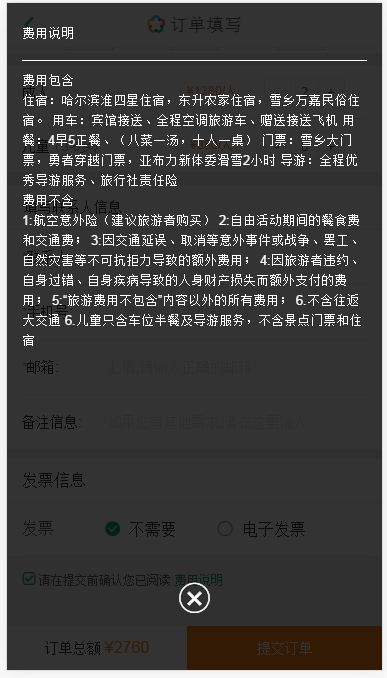 订单填写
费用说明
费用包含
住宿：哈尔滨准四星住宿，东升农家住宿，雪乡万嘉民俗住
宿。 用车：宾馆接送、全程空调旅游车、赠送接送飞机 用
餐：4早5正餐、（八菜一汤，十人一桌） 门票：雪乡大门
票，勇者穿越门票，亚布力新体委滑雪2小时 导游：全程优
秀导游服务、旅行社责任险
费用不含
1:航空意外险（建议旅游者购买） 2:自由活动期间的餐食费
和交通费； 3:因交通延误、取消等意外事件或战争、罢工、
自然灾害等不可抗拒力导致的额外费用； 4:因旅游者违约、
自身过错、自身疾病导致的人身财产损失而额外支付的费
用； 5:“旅游费用不包含”内容以外的所有费用； 6.不含往返
大交通 6.儿童只含车位半餐及导游服务，不含景点门票和住
宿
*邮箱:
备注信息:
发票信息
发票 不需要 电子发票
请在提交前确认您已阅读 费用说明
订单总额 ¥2760 提交订单